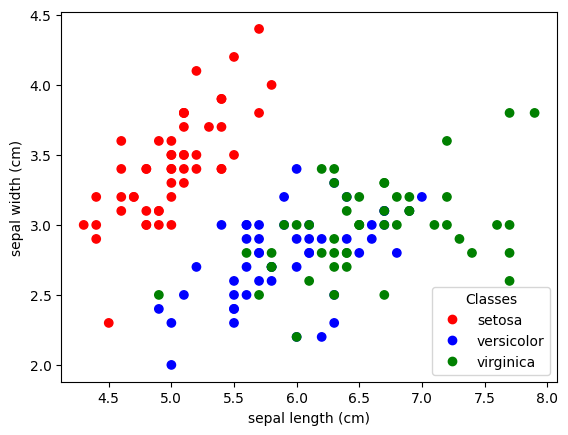 4.5
4.0
3.5
3.0
2.5
2.0
sepal width (cm)
Classes
setosa
versicolor
virginica
4.5 5.0 5.5 6.0 6.5 7.0 7.5 8.0
sepal length (cm)